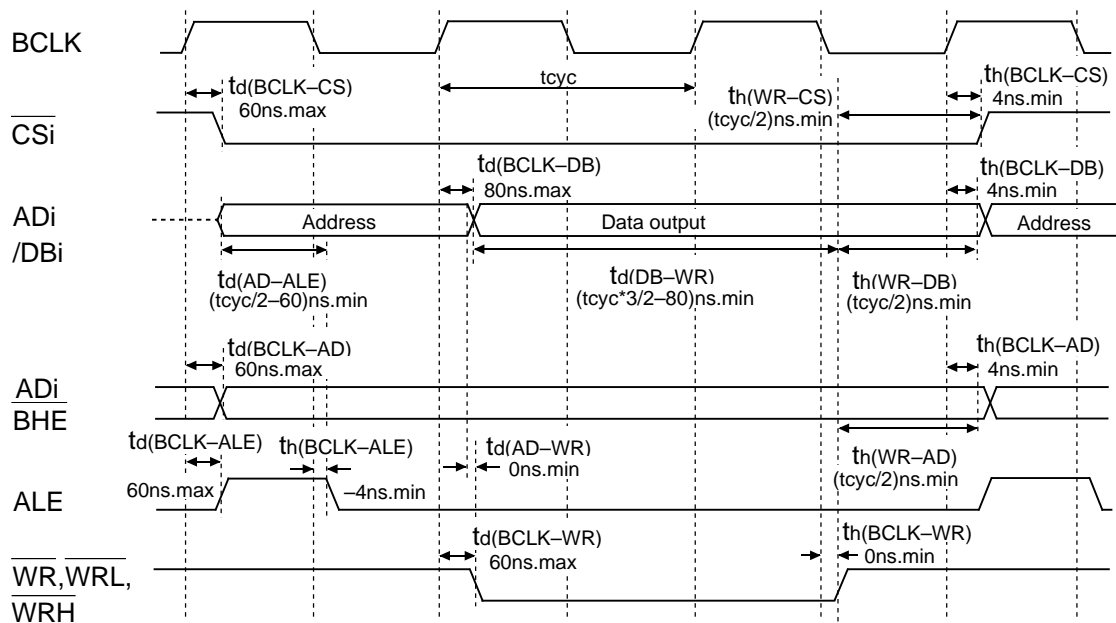 BCLK
td(BCLK–CS)
60ns.max
tcyc
th(WR–CS)
(tcyc/2)ns.min
th(BCLK–CS)
4ns.min
CSi
td(BCLK–DB)
80ns.max
th(BCLK–DB)
4ns.min
ADi
/DBi
Address
Data output
Address
td(AD–ALE)
(tcyc/2–60)ns.min
td(DB–WR)
(tcyc*3/2–80)ns.min
th(WR–DB)
(tcyc/2)ns.min
td(BCLK–AD)
60ns.max
th(BCLK–AD)
4ns.min
ADi
BHE
td(BCLK–ALE)
60ns.max
th(BCLK–ALE)
–4ns.min
td(AD–WR)
0ns.min
th(WR–AD)
(tcyc/2)ns.min
ALE
td(BCLK–WR)
60ns.max
th(BCLK–WR)
0ns.min
WR,WRL,
WRH